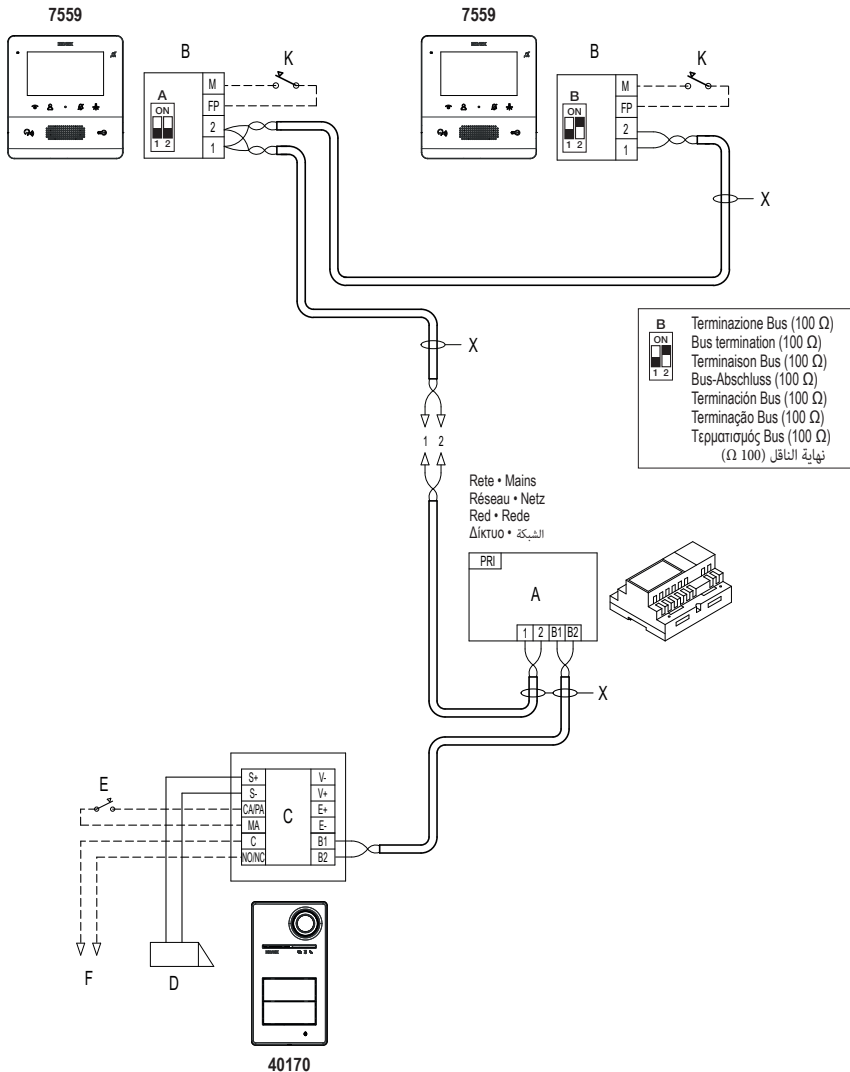 7559
7559
B
K
B
K
M
FP
2
1
A
ON
1 2
M
FP
2
1
B
ON
1 2
X
X
B
ON
1 2
Terminazione Bus (100 Ω)
Bus termination (100 Ω)
Terminaison Bus (100 Ω)
Bus-Abschluss (100 Ω)
Terminación Bus (100 Ω)
Terminação Bus (100 Ω)
Τερματισμός Bus (100 Ω)
نهاية الناقل (100 Ω)
1 2
Rete • Mains
Réseau • Netz
Red • Rede
Δίκτυο • الشبكة
PRI
A
1 2 B1 B2
X
E
S+
S-
CA/PA
MA
C
NO/NC
C
V-
V+
E+
E-
B1
B2
F
D
40170